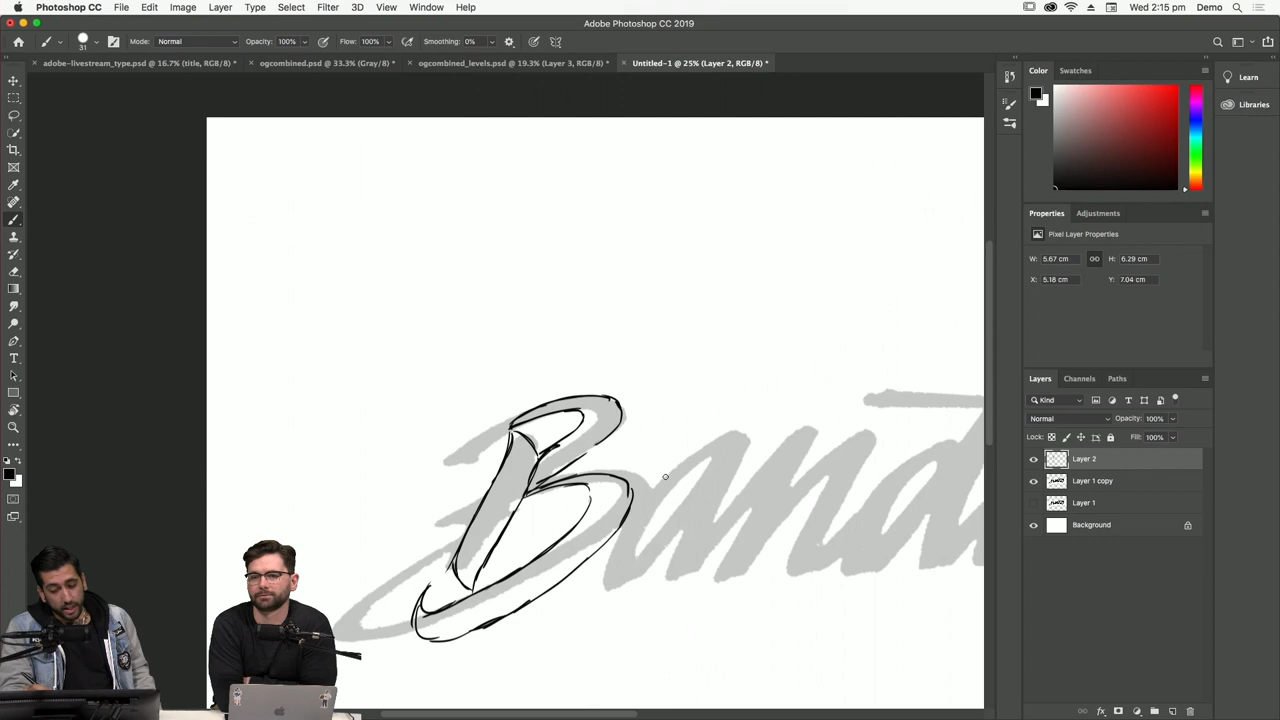 Photoshop CC File Edit Image Layer Type Select Filter 3D View Window Help Wed 2:15 pm Demo
Adobe Photoshop CC 2019
31 Mode: Normal Opacity: 100% Flow: 100% Smoothing: 0%
adobe-livestream_type.psd @ 16.7% (title, RGB/8) * ogcombined.psd @ 33.3% (Gray/8) * ogcombined_levels.psd @ 19.3% (Layer 3, RGB/8) * Untitled-1 @ 25% (Layer 2, RGB/8) *
Color Swatches
Learn
Libraries
Properties Adjustments
Pixel Layer Properties
W: 5.67 cm H: 6.29 cm
X: 5.18 cm Y: 7.04 cm
Layers Channels Paths
Kind
Normal Opacity: 100%
Lock: Fill: 100%
Layer 2
Layer 1 copy
Layer 1
Background
B